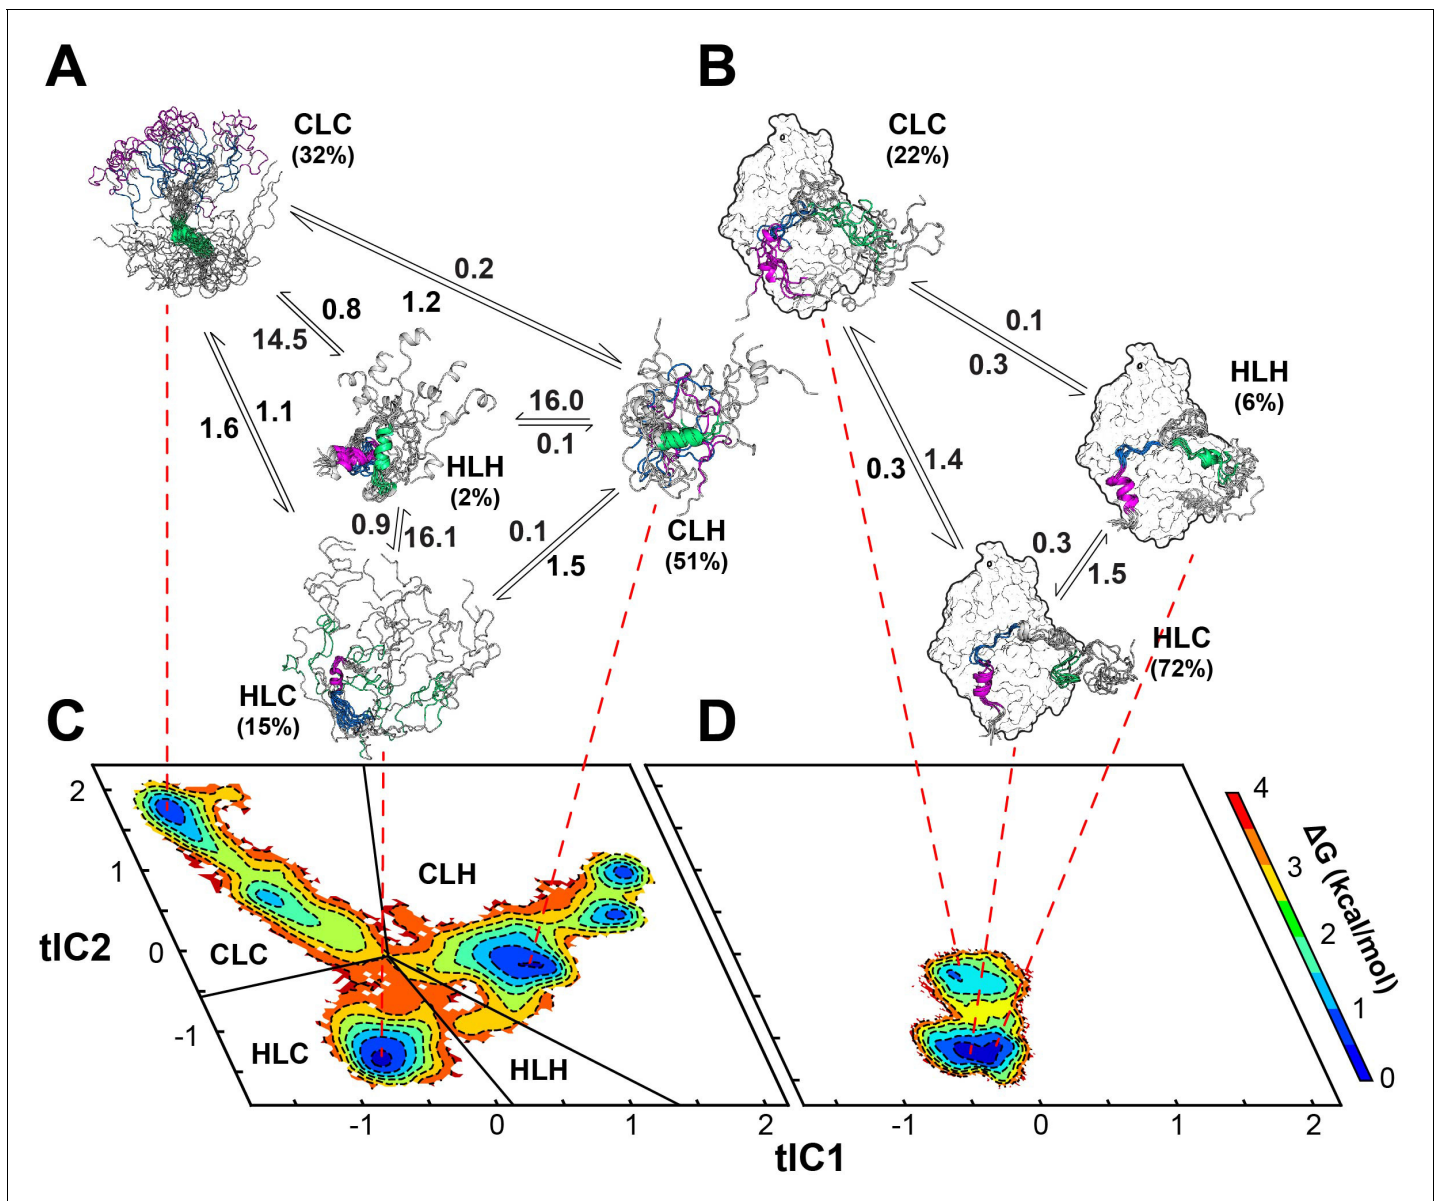 A
B
CLC
(32%)
CLC
(22%)
0.2
1.2
0.8
14.5
0.1
0.3
HLH
(6%)
1.6
1.1
16.0
0.1
HLH
(2%)
0.3
1.4
0.9
16.1
0.1
1.5
CLH
(51%)
0.3
1.5
HLC
(15%)
HLC
(72%)
C
D
2
1
0
-1
tIC2
CLH
CLC
HLC
HLH
-1
0
1
2
-1
0
1
2
tIC1
4
3
2
1
0
ΔG (kcal/mol)